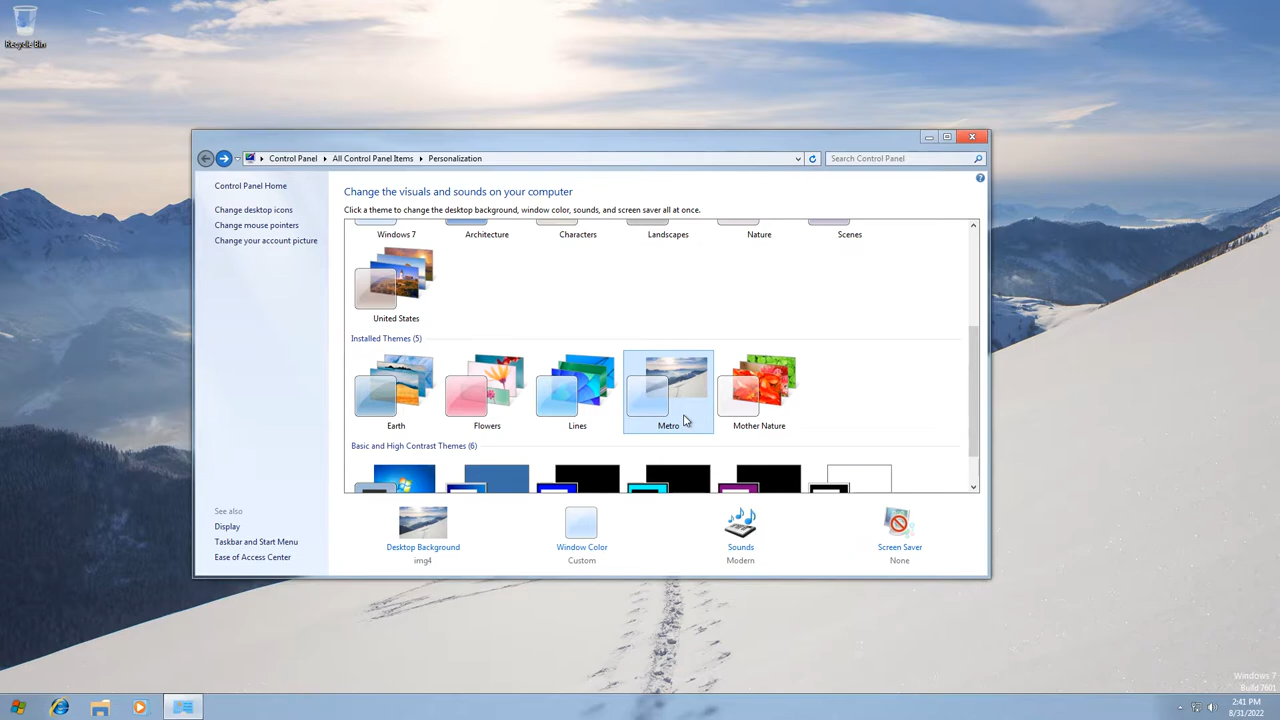 Recycle Bin
Control Panel
All Control Panel Items
Personalization
Search Control Panel
Control Panel Home
Change desktop icons
Change mouse pointers
Change your account picture
Change the visuals and sounds on your computer
Click a theme to change the desktop background, window color, sounds, and screen saver all at once.
Windows 7
Architecture
Characters
Landscapes
Nature
Scenes
United States
Installed Themes (5)
Earth
Flowers
Lines
Metro
Mother Nature
Basic and High Contrast Themes (6)
See also
Display
Taskbar and Start Menu
Ease of Access Center
Desktop Background
img4
Window Color
Custom
Sounds
Modern
Screen Saver
None
Windows 7
Build 7601
2:41 PM
8/31/2022